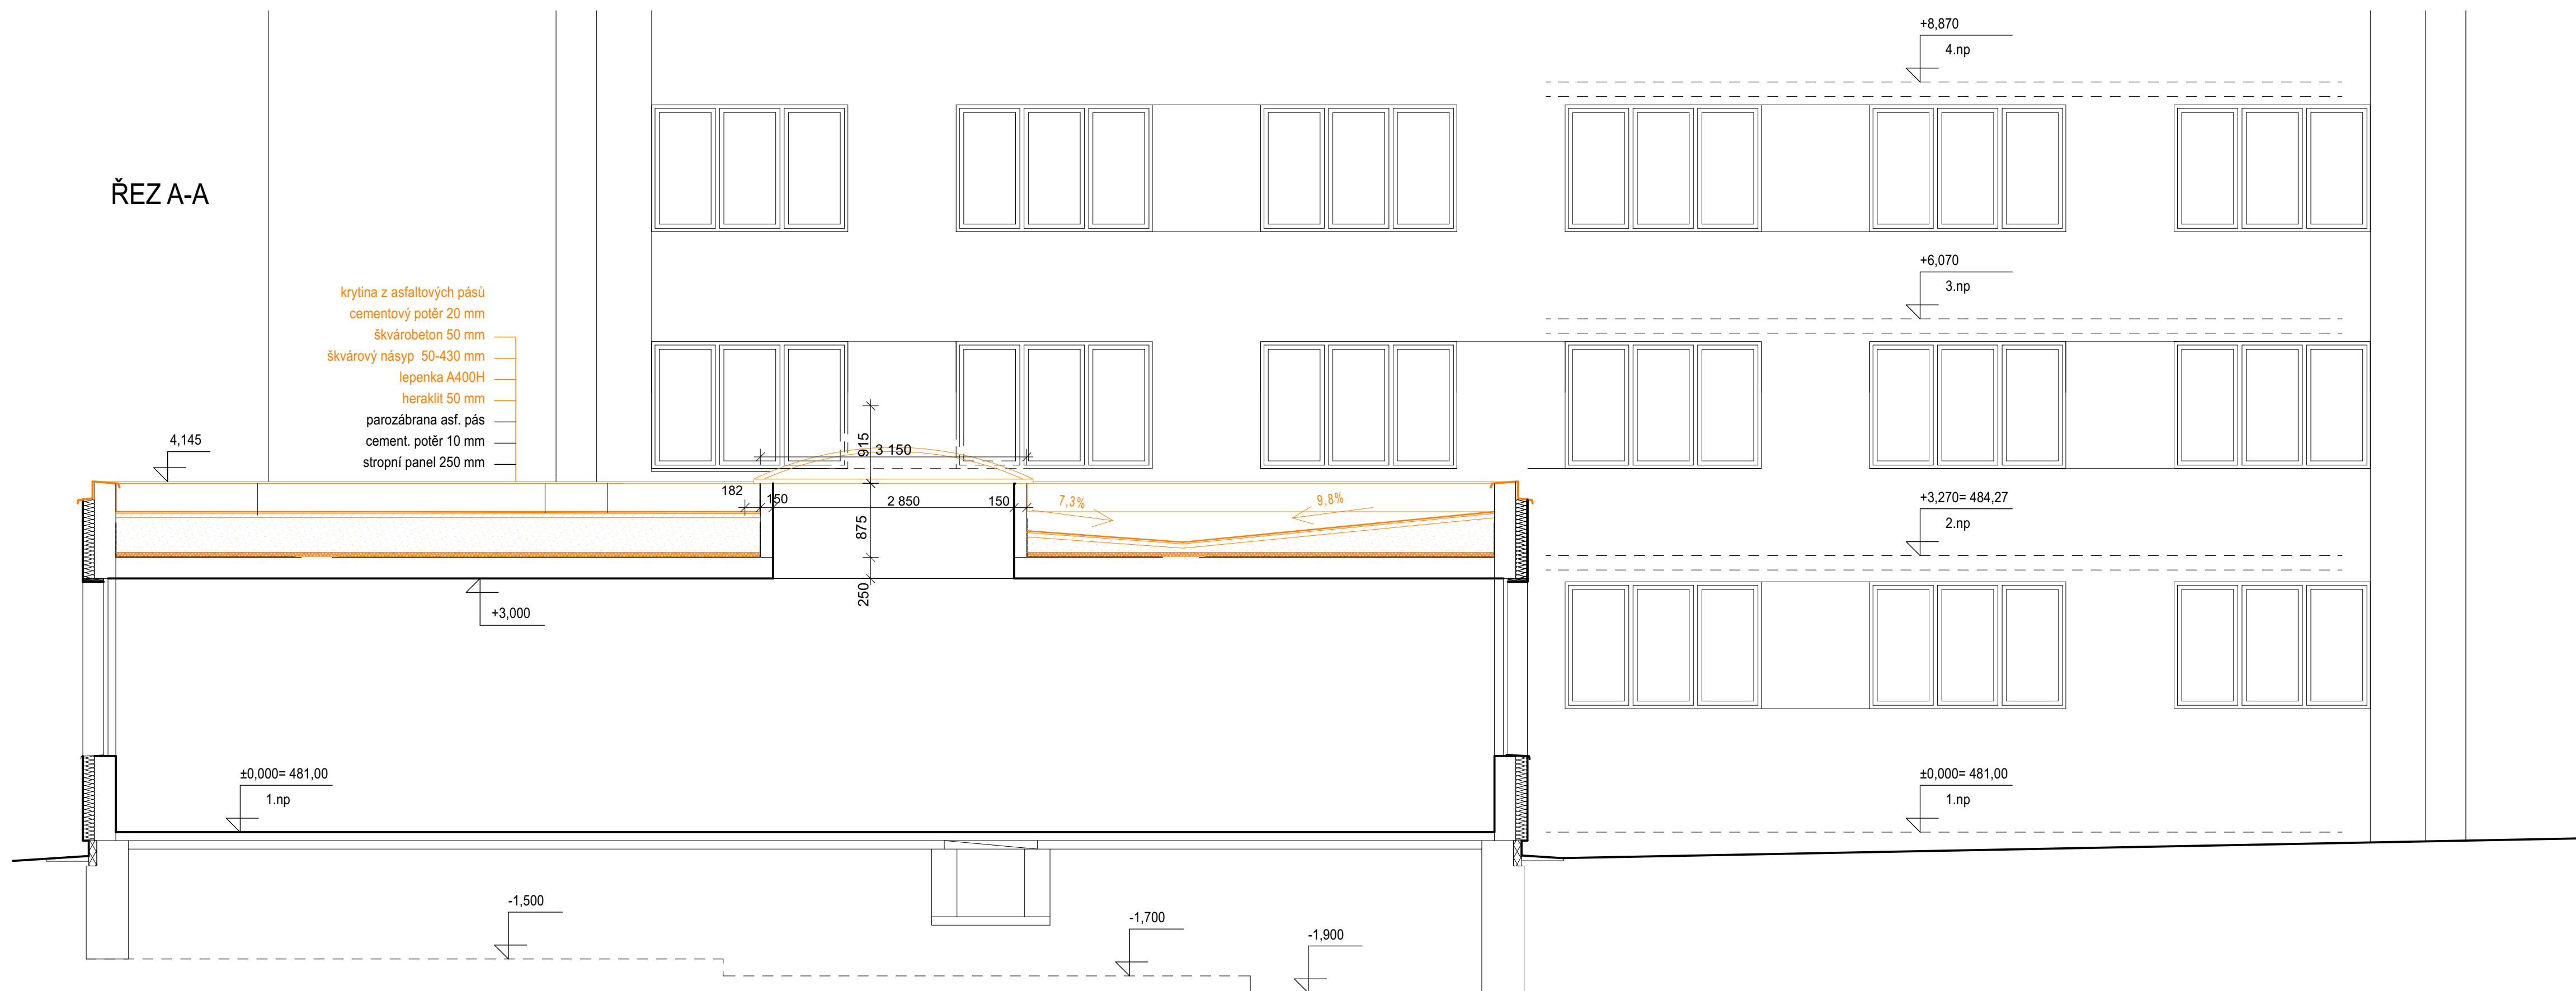 +8,870
4.np
ŘEZ A-A
+6,070
3.np
krytina z asfaltových pásů
cementový potěr 20 mm
škvárobeton 50 mm
škvárový násyp  50-430 mm
lepenka A400H
heraklit 50 mm
parozábrana asf. pás
cement. potěr 10 mm
stropní panel 250 mm
4,145
915
3 150
182
150
2 850
150
7,3%
9,8%
+3,270= 484,27
2.np
875
250
+3,000
±0,000= 481,00
1.np
±0,000= 481,00
1.np
-1,500
-1,700
-1,900